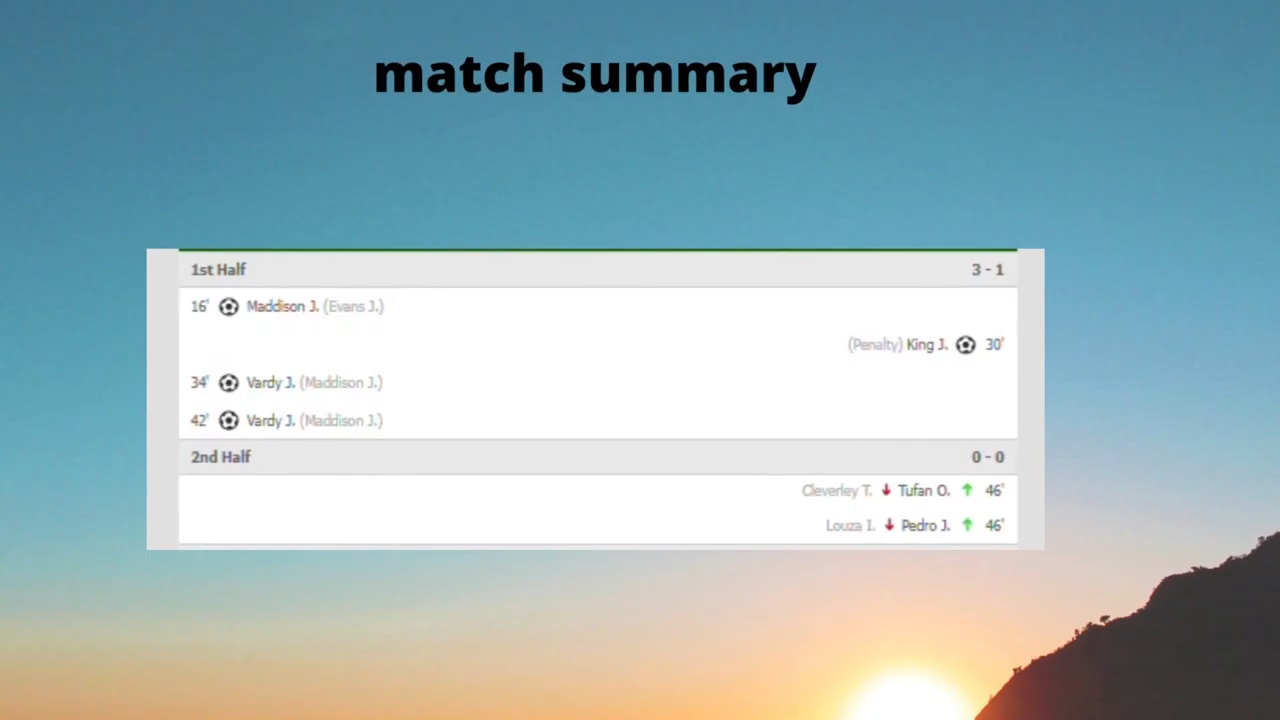 match summary
1st Half 3 - 1
16' Maddison J. (Evans J.)
(Penalty) King J. 30'
34' Vardy J. (Maddison J.)
42' Vardy J. (Maddison J.)
2nd Half 0 - 0
Cleverley T. Tufan O. 46'
Louza I. Pedro J. 46'